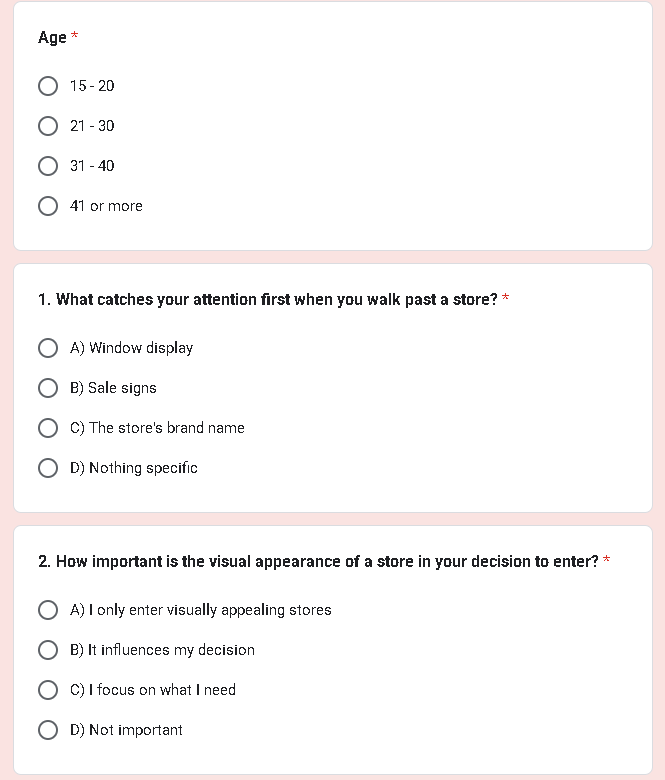 Age *
15 - 20
21 - 30
31 - 40
41 or more
1. What catches your attention first when you walk past a store? *
A) Window display
B) Sale signs
C) The store's brand name
D) Nothing specific
2. How important is the visual appearance of a store in your decision to enter? *
A) I only enter visually appealing stores
B) It influences my decision
C) I focus on what I need
D) Not important